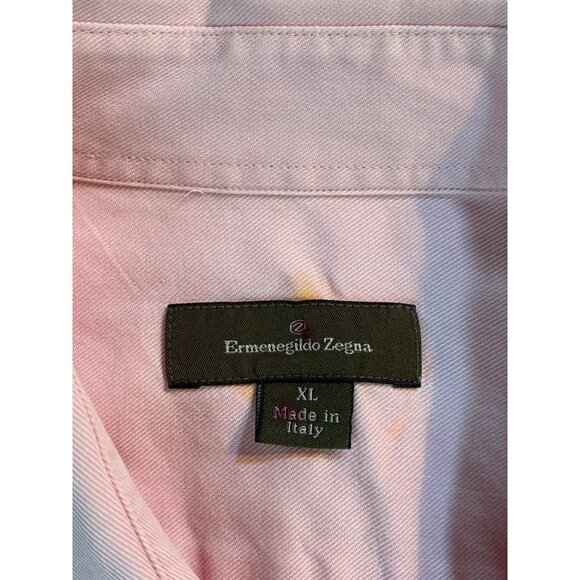 Ermenegildo Zegna
XL
Made in
Italy